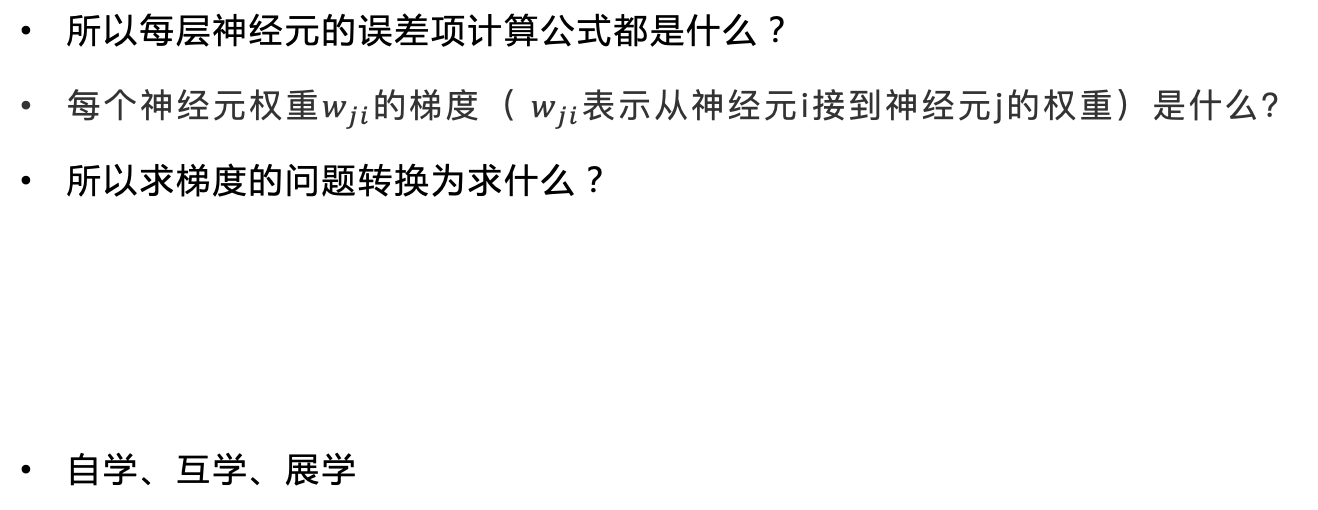 • 所以每层神经元的误差项计算公式都是什么？
• 每个神经元权重wji的梯度（ wji表示从神经元i接到神经元j的权重）是什么?
• 所以求梯度的问题转换为求什么？
• 自学、互学、展学